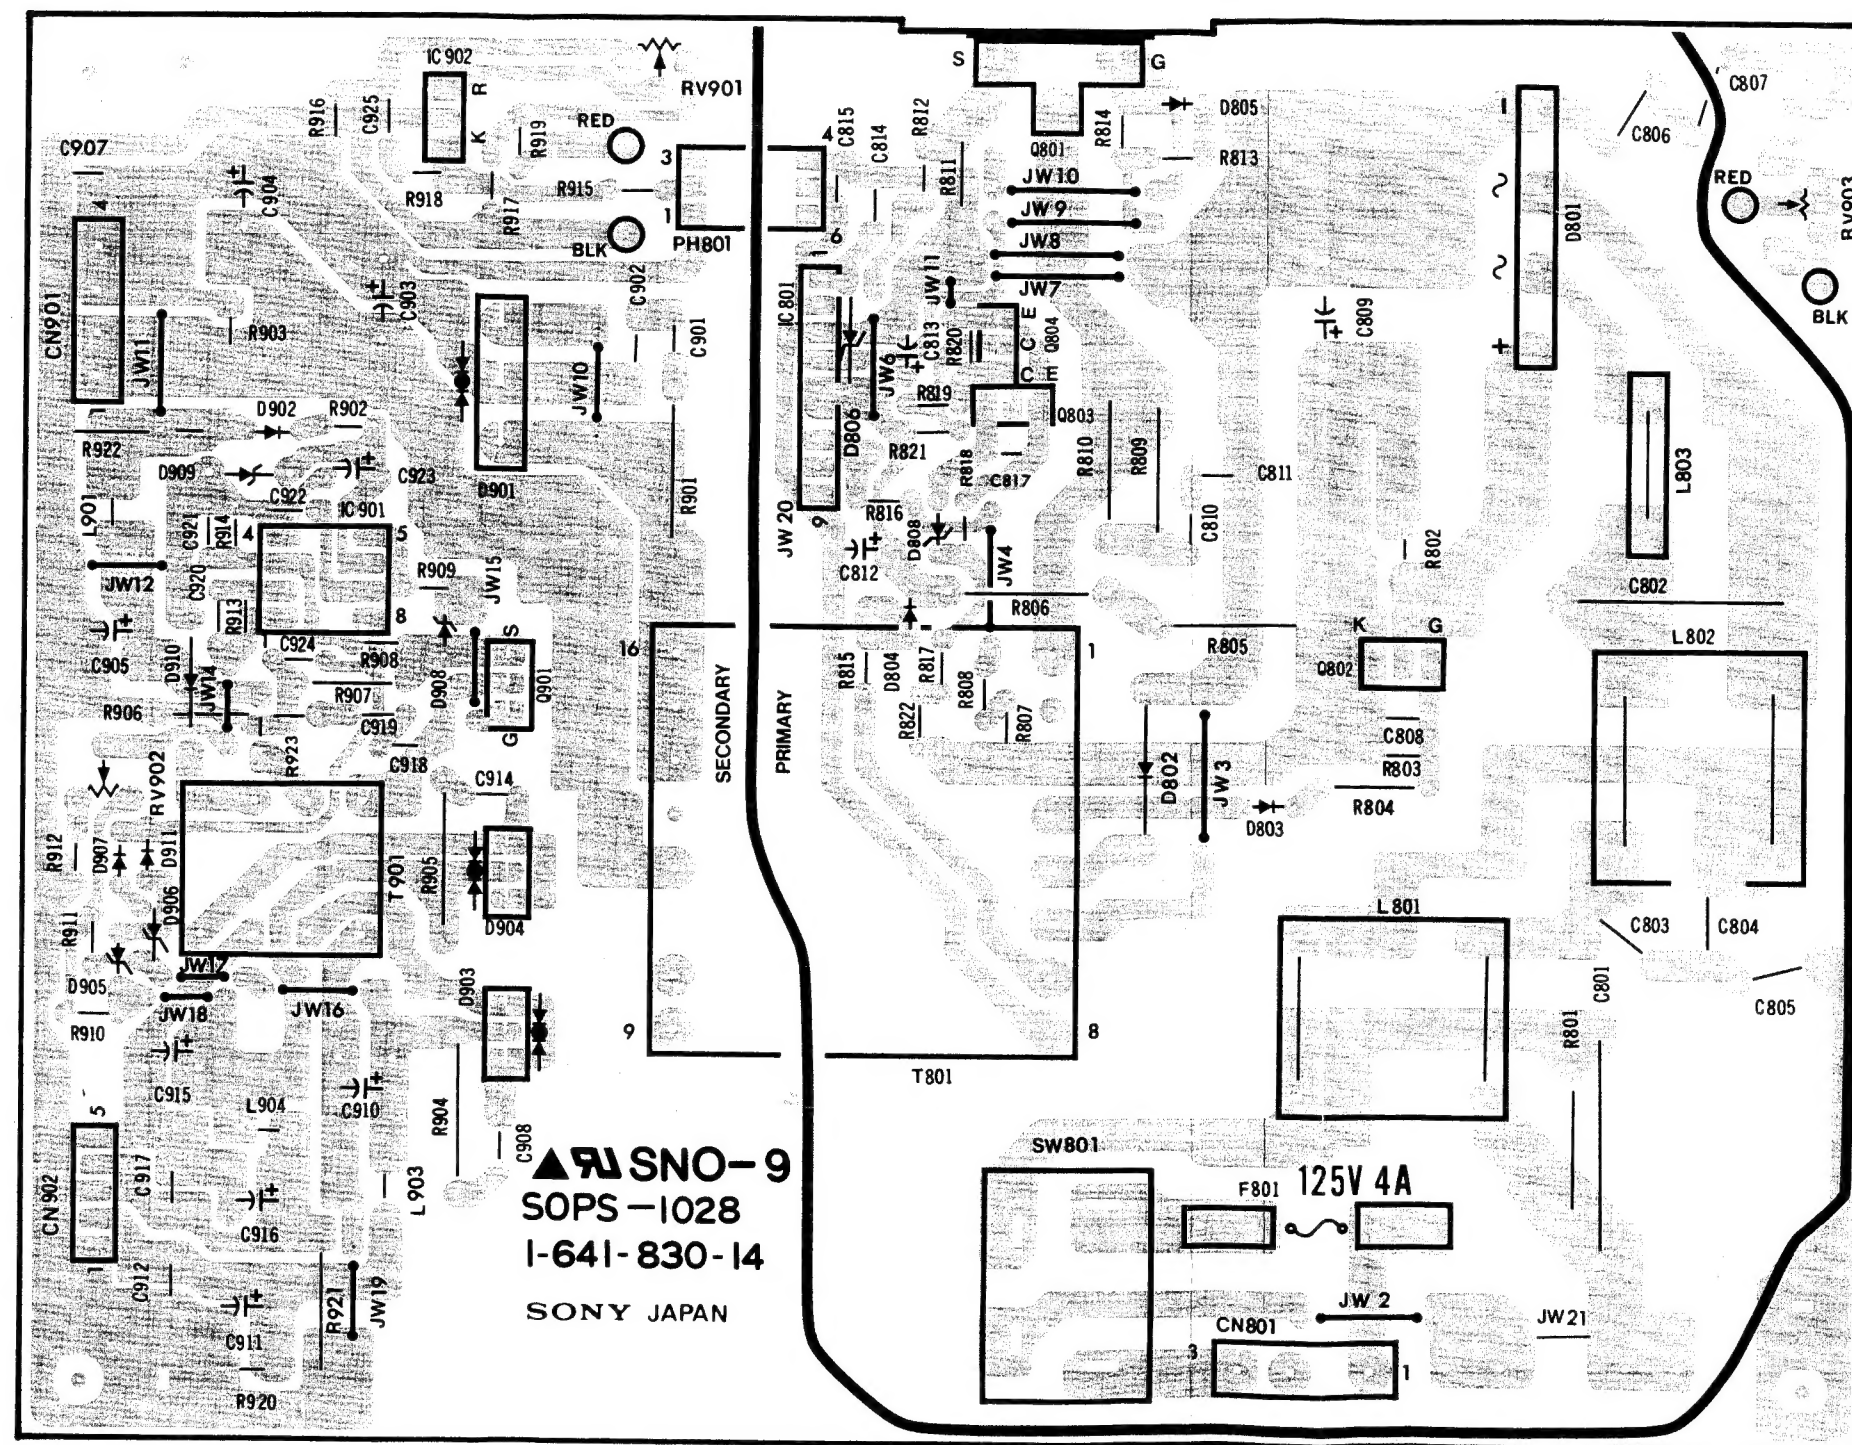 IC902
R
K
R916
C925
R919
RED
RV901
C907
C904
R918
R917
R915
3
1
4
6
PH801
BLK
4
CN901
JW11
R903
C903
C902
C901
JW10
D901
R901
D902
R902
R922
D909
C922
C923
IC901
L901
C921
R914
4
5
8
JW12
C920
R913
R909
JW15
C905
D910
C924
R908
S
Q901
G
JW14
R907
D908
R906
C919
R923
C918
C914
RV902
R912
D907
D911
D906
T901
R905
D904
R911
D905
R910
JW17
JW18
JW16
D903
C915
C910
L904
R904
C908
5
CN902
1
C917
C916
L903
C912
C911
R921
JW19
R920
SNO-9
SOPS-1028
1-641-830-14
SONY JAPAN
S
G
Q801
C815
C814
R812
R811
R814
D805
R813
JW10
JW9
JW8
JW7
JW11
1
IC801
9
JW20
D806
JW6
C813
R820
E
C
Q804
C
E
R819
Q803
R821
R818
C817
R816
D808
C812
JW4
R806
R810
R809
C811
C810
R805
16
9
1
8
SECONDARY
PRIMARY
T801
R815
D804
R817
R808
R822
R807
D802
JW3
D803
C809
R802
K
G
Q802
C808
R803
R804
D801
C806
C807
RED
RV903
BLK
L803
C802
L802
L801
C803
C804
C805
C801
R801
SW801
F801
125V 4A
JW2
JW21
CN801
3
1